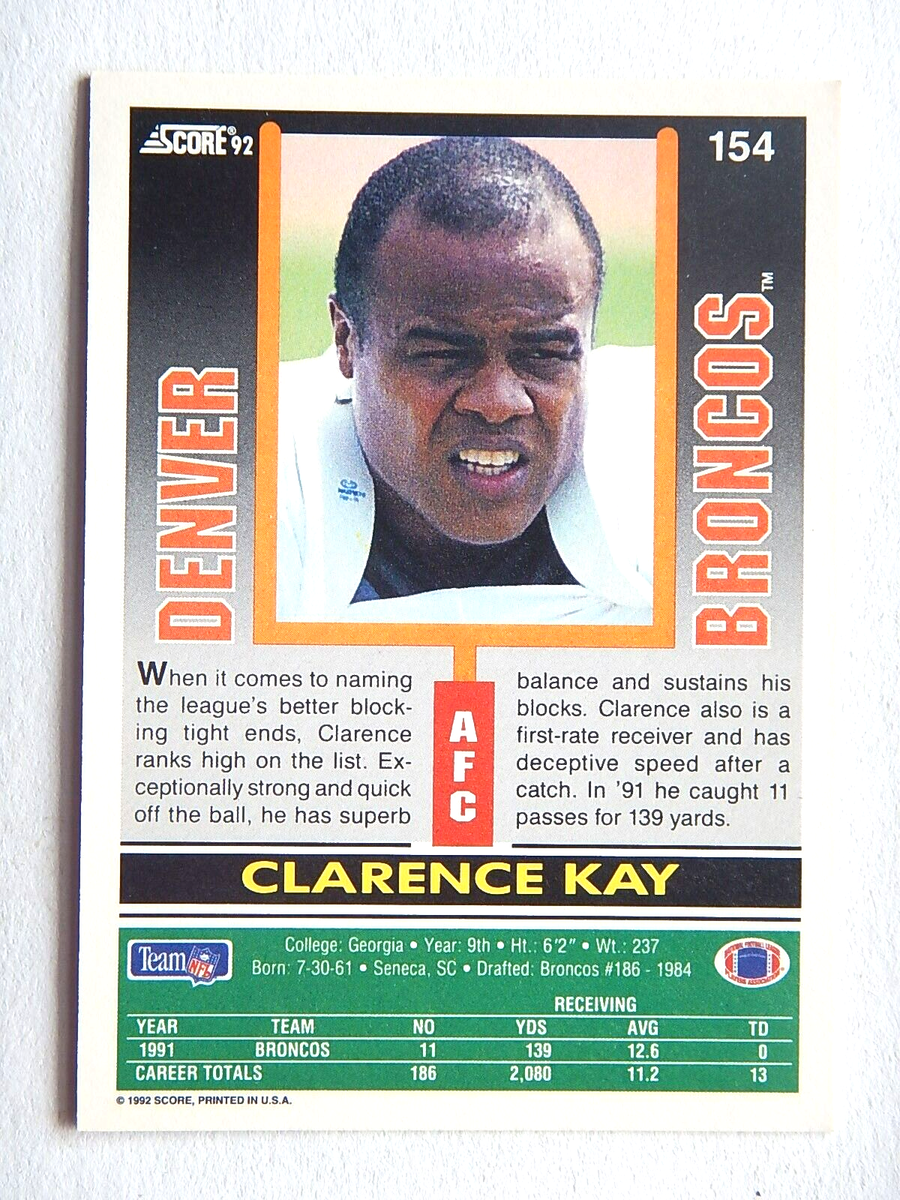 SCORE® 92
154
DENVER
BRONCOS™
When it comes to naming
the league's better block-
ing tight ends, Clarence
ranks high on the list. Ex-
ceptionally strong and quick
off the ball, he has superb
balance and sustains his
blocks. Clarence also is a
first-rate receiver and has
deceptive speed after a
catch. In '91 he caught 11
passes for 139 yards.
AFC
CLARENCE KAY
Team NFL
College: Georgia • Year: 9th • Ht.: 6'2" • Wt.: 237
Born: 7-30-61 • Seneca, SC • Drafted: Broncos #186 - 1984
RECEIVING
YEAR TEAM NO YDS AVG TD
1991 BRONCOS 11 139 12.6 0
CAREER TOTALS 186 2,080 11.2 13
© 1992 SCORE, PRINTED IN U.S.A.